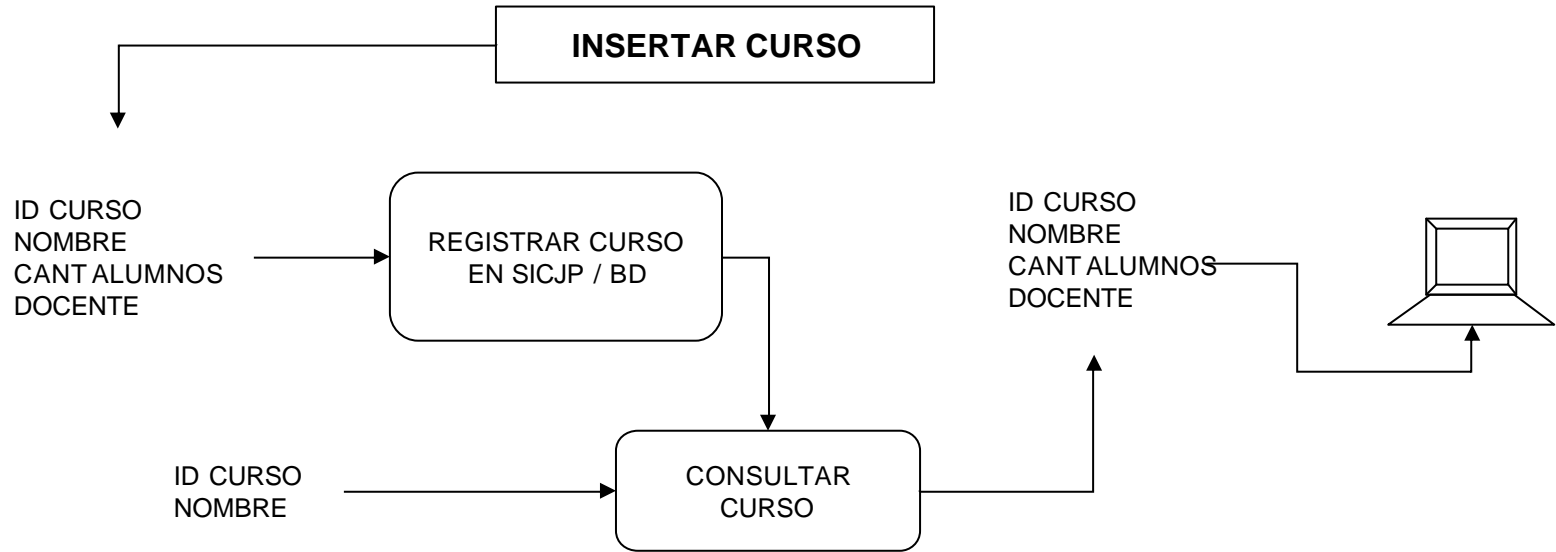 INSERTAR CURSO
ID CURSO
NOMBRE
CANT ALUMNOS
DOCENTE
REGISTRAR CURSO
EN SICJP / BD
ID CURSO
NOMBRE
CANT ALUMNOS
DOCENTE
ID CURSO
NOMBRE
CONSULTAR
CURSO